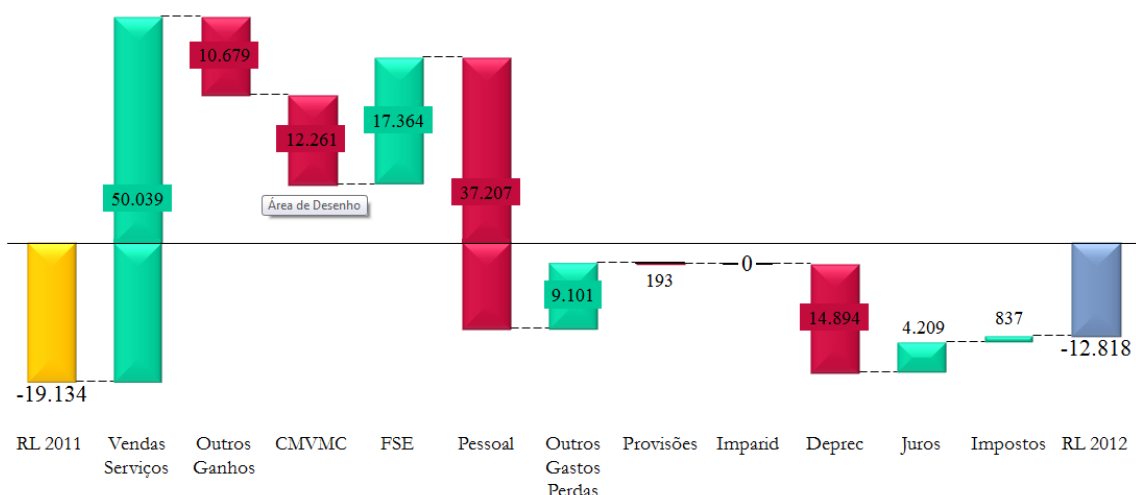 10.679
12.261
17.364
50.039
37.207
Área de Desenho
0
193
9.101
14.894
4.209
837
-12.818
-19.134
RL 2011
Vendas
Serviços
Outros
Ganhos
CMVMC
FSE
Pessoal
Outros
Gastos
Perdas
Provisões
Imparid
Deprec
Juros
Impostos
RL 2012